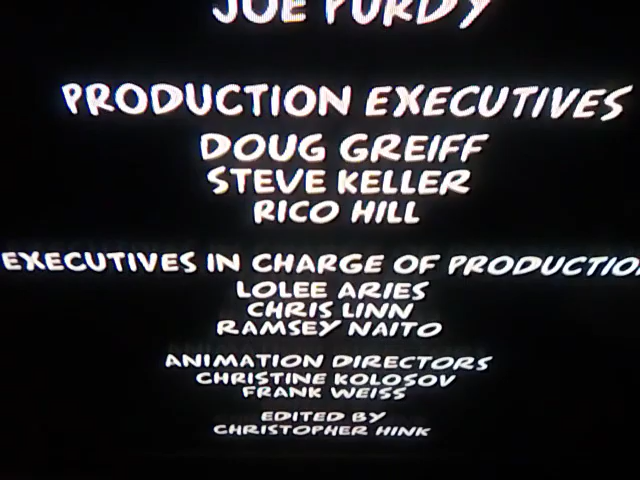 JOE PURDY
PRODUCTION EXECUTIVES
DOUG GREIFF
STEVE KELLER
RICO HILL
EXECUTIVES IN CHARGE OF PRODUCTION
LOLEE ARIES
CHRIS LINN
RAMSEY NAITO
ANIMATION DIRECTORS
CHRISTINE KOLOSOV
FRANK WEISS
EDITED BY
CHRISTOPHER HINK